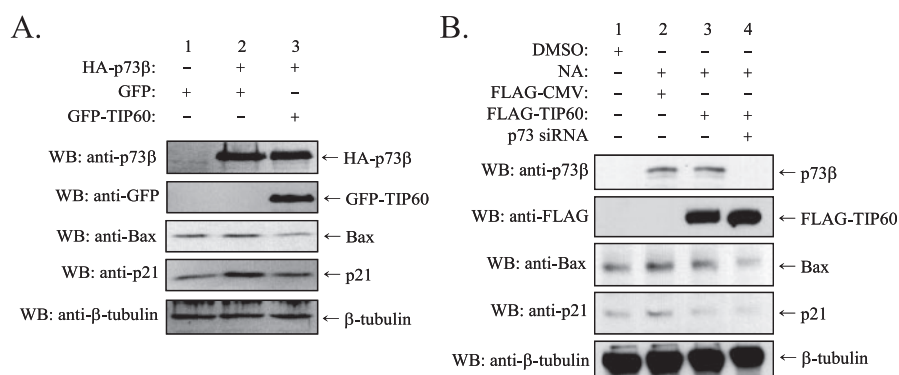 A.
1 2 3
HA-p73β: – + +
GFP: + + –
GFP-TIP60: – – +
WB: anti-p73β ← HA-p73β
WB: anti-GFP ← GFP-TIP60
WB: anti-Bax ← Bax
WB: anti-p21 ← p21
WB: anti-β-tubulin ← β-tubulin
B.
1 2 3 4
DMSO: + – – –
NA: – + + +
FLAG-CMV: – + – –
FLAG-TIP60: – – + +
p73 siRNA – – – +
WB: anti-p73β ← p73β
WB: anti-FLAG ← FLAG-TIP60
WB: anti-Bax ← Bax
WB: anti-p21 ← p21
WB: anti-β-tubulin ← β-tubulin